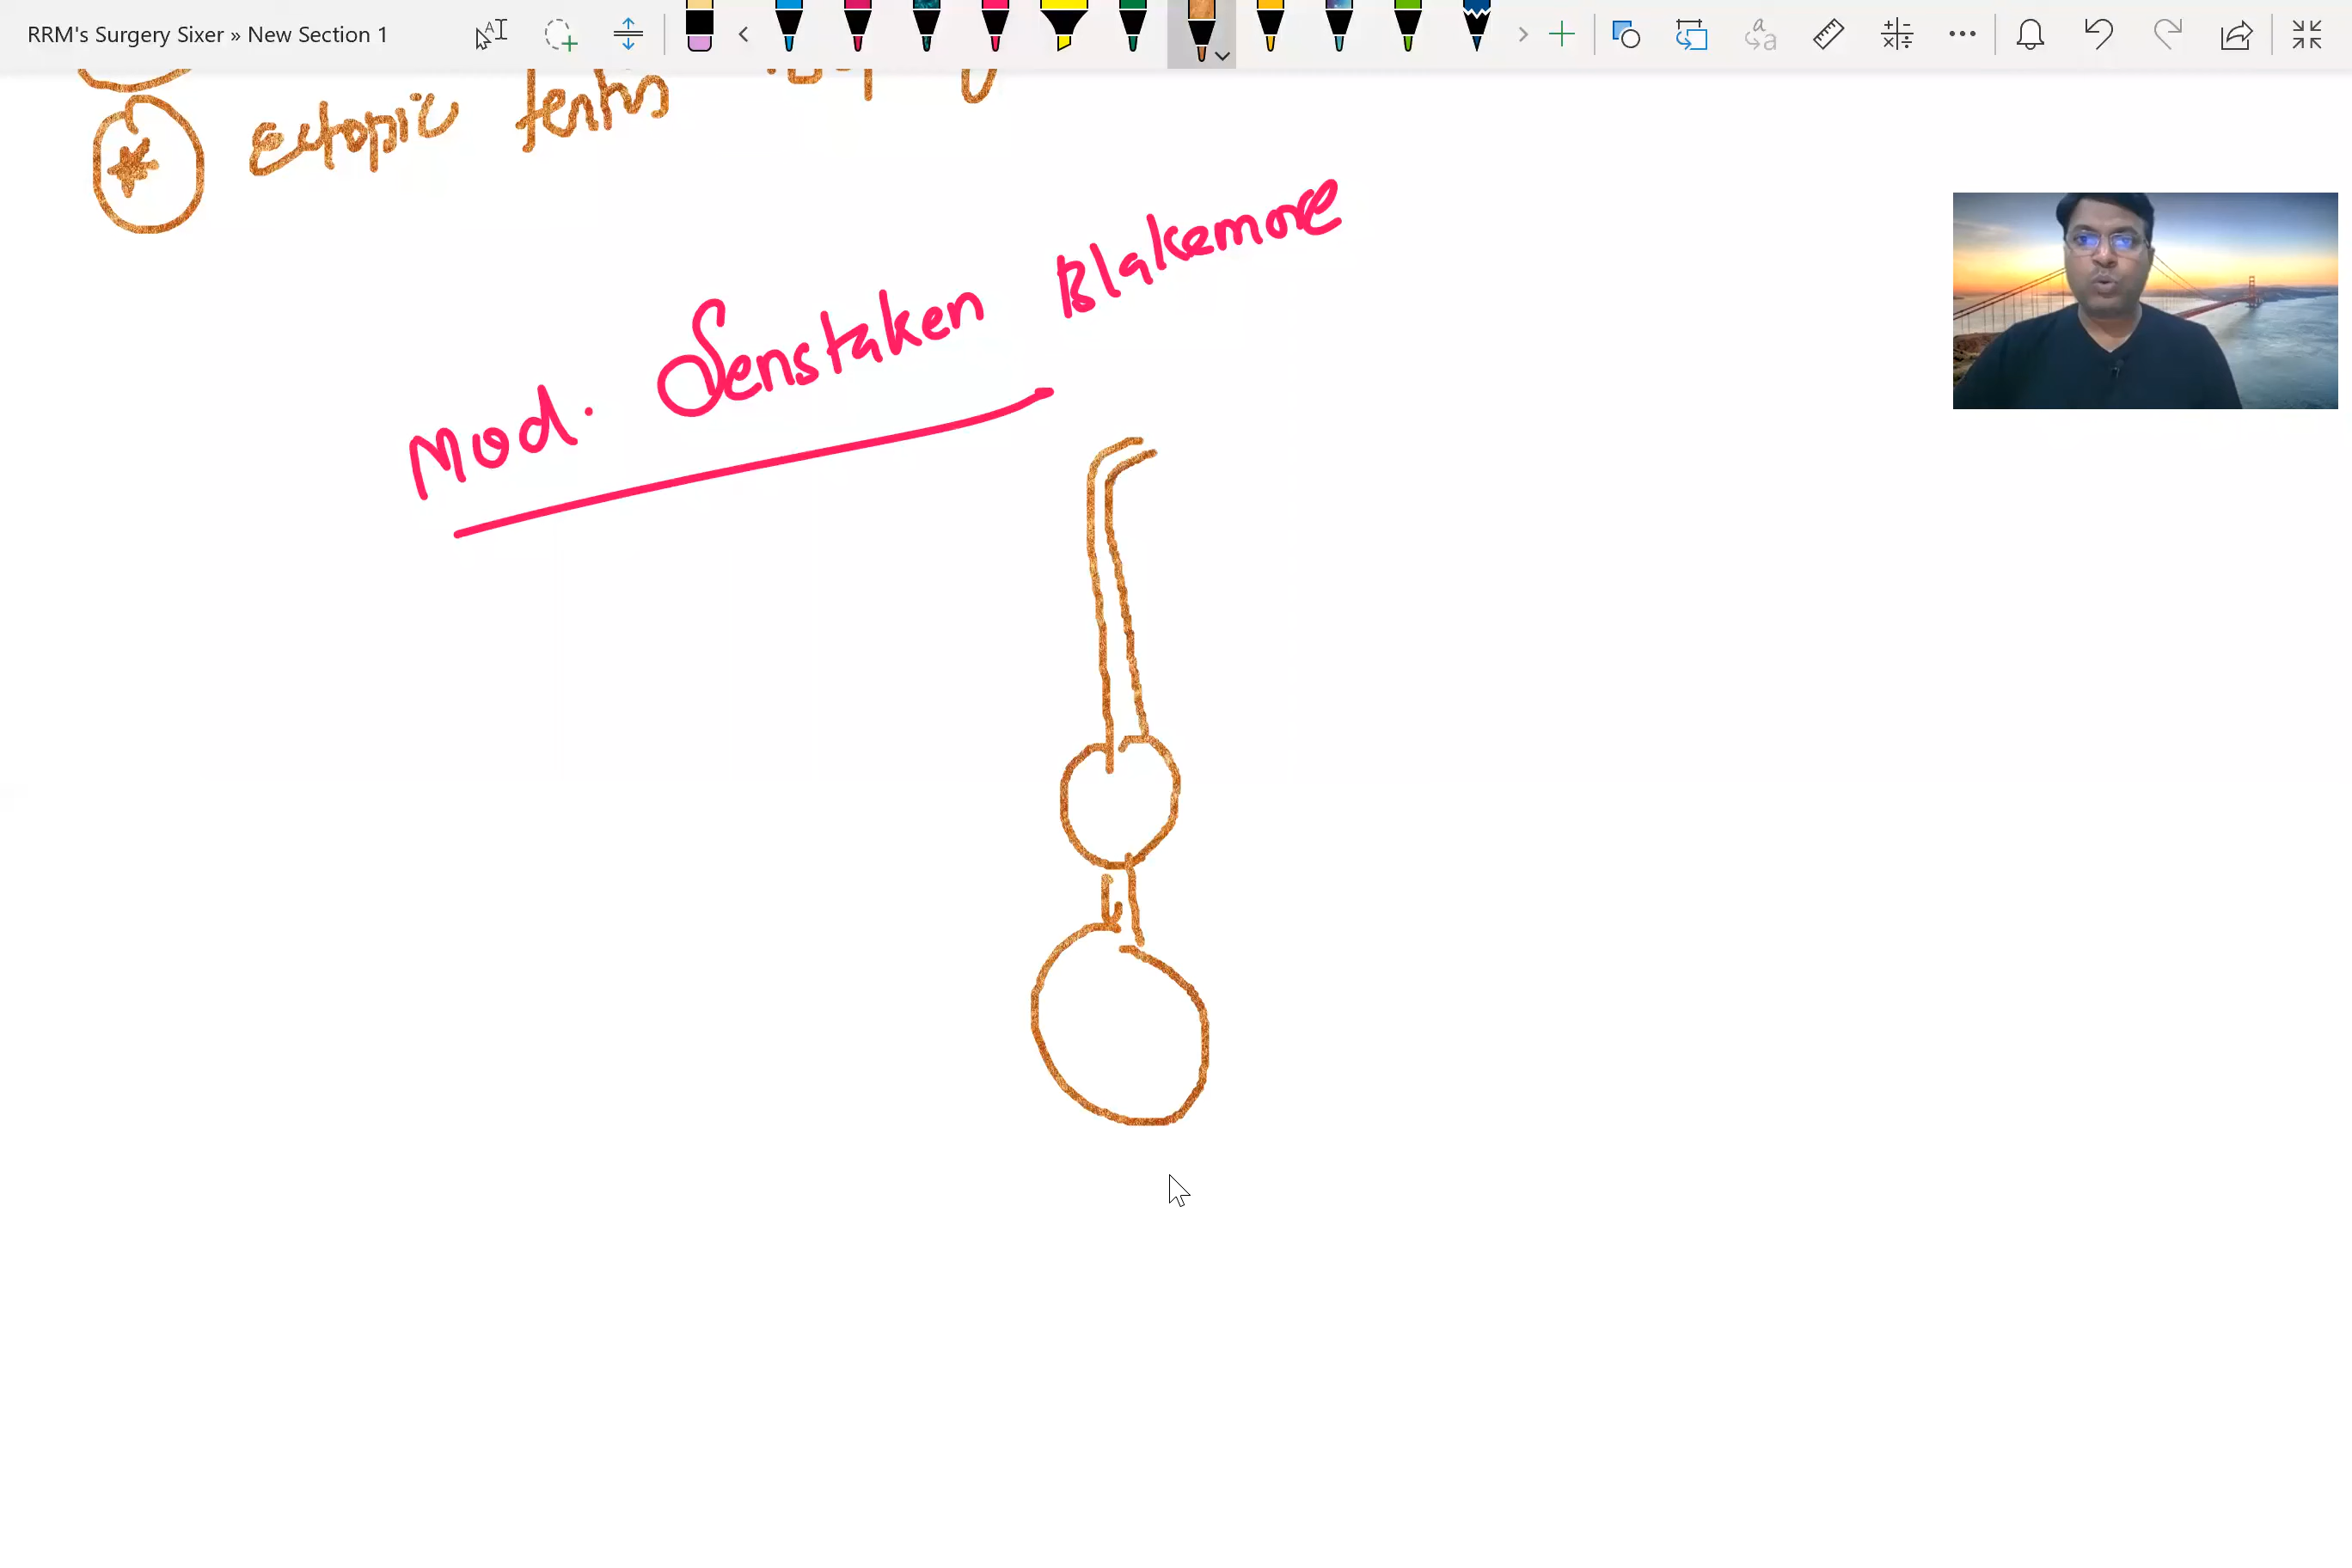 RRM's Surgery Sixer » New Section 1
Ectopic testis
Mod. Senstaken Blakemore